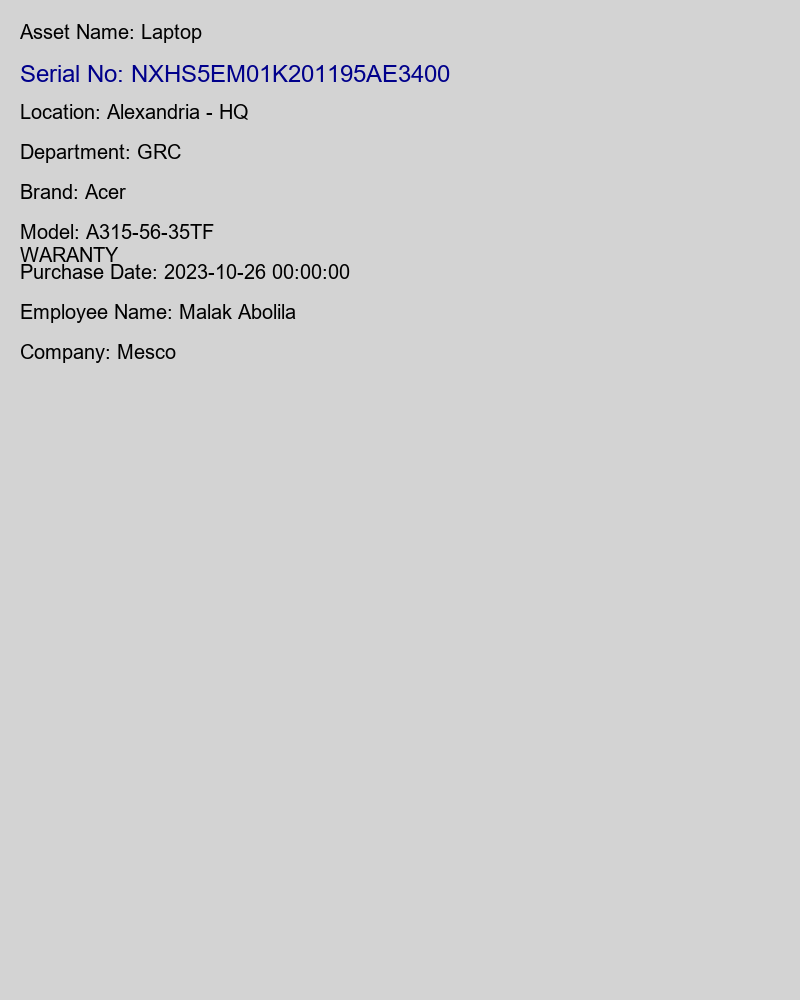 Asset Name: Laptop
Serial No: NXHS5EM01K201195AE3400
Location: Alexandria - HQ
Department: GRC
Brand: Acer
Model: A315-56-35TF
WARANTY
Purchase Date: 2023-10-26 00:00:00
Employee Name: Malak Abolila
Company: Mesco